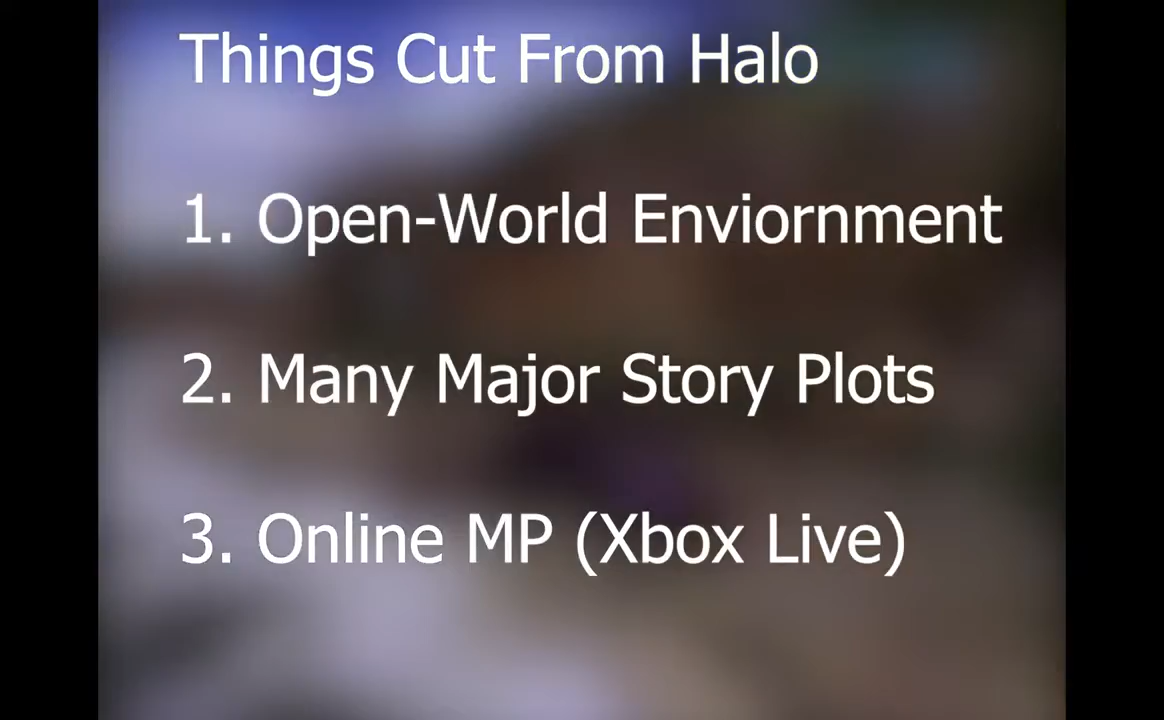 Things Cut From Halo
1. Open-World Enviornment
2. Many Major Story Plots
3. Online MP (Xbox Live)